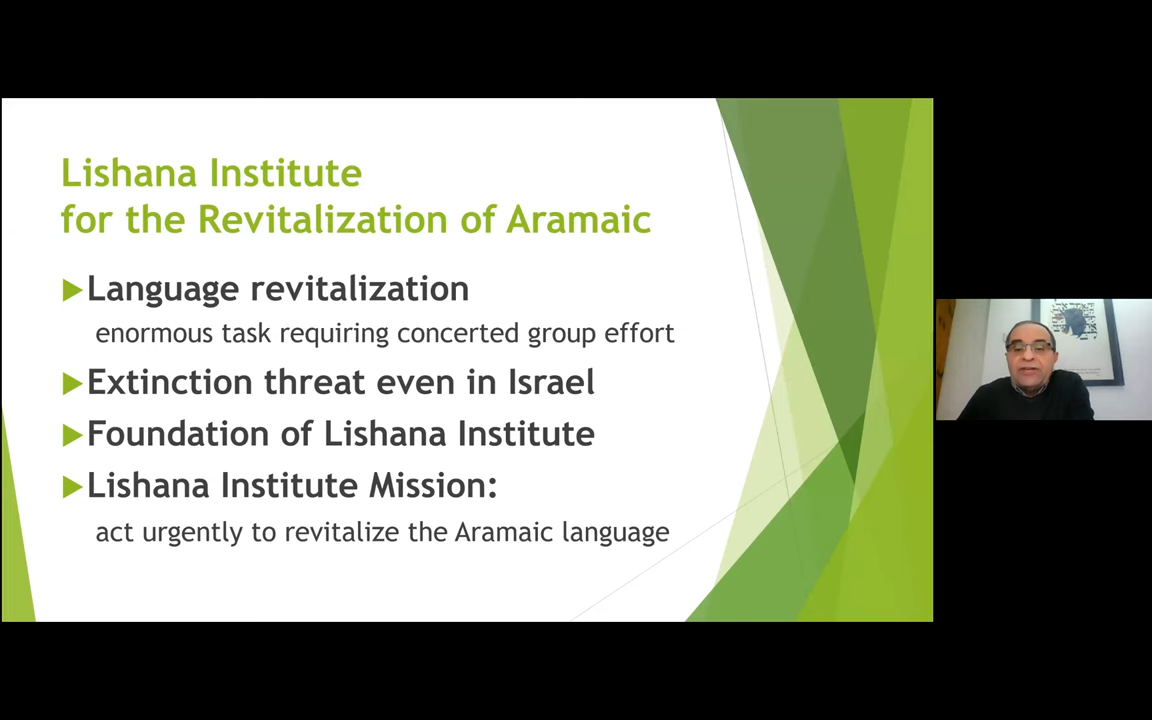 Lishana Institute
for the Revitalization of Aramaic
Language revitalization
enormous task requiring concerted group effort
Extinction threat even in Israel
Foundation of Lishana Institute
Lishana Institute Mission:
act urgently to revitalize the Aramaic language